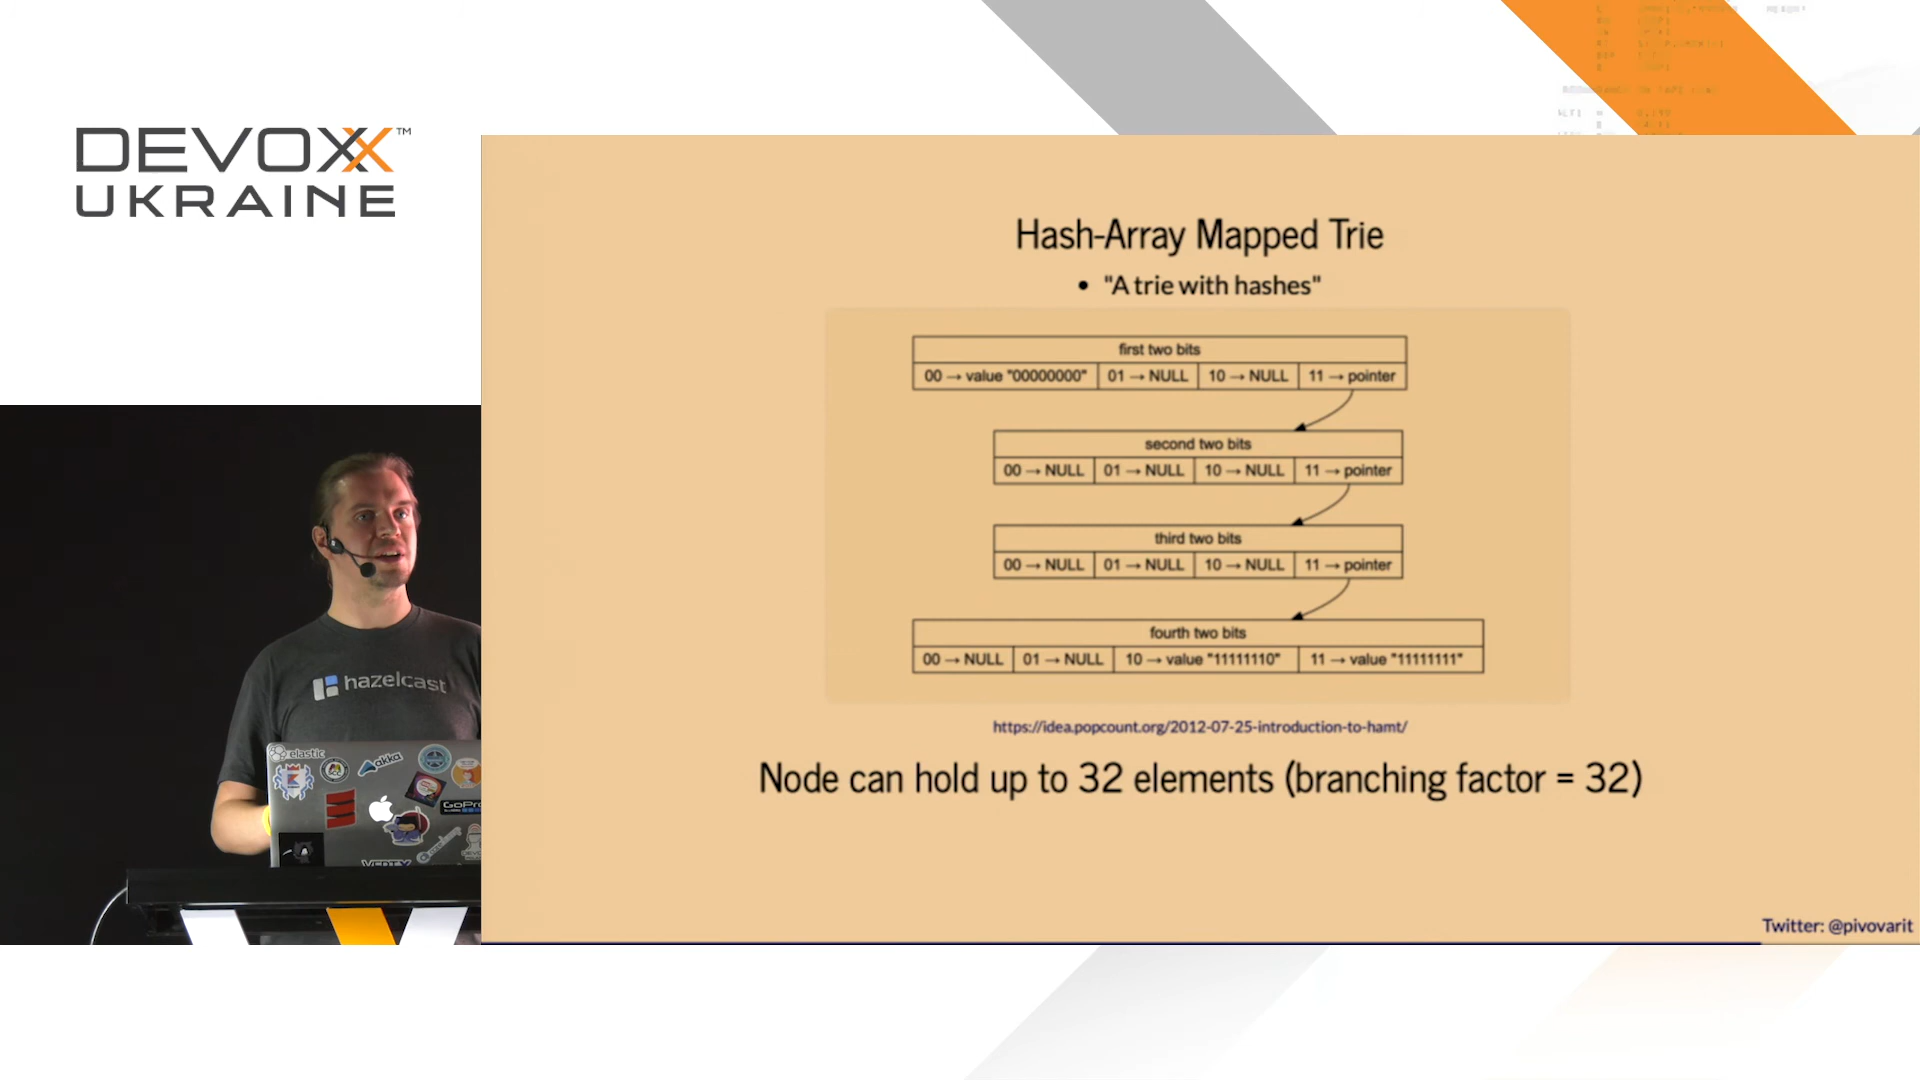 DEVOXX™
UKRAINE
Hash-Array Mapped Trie
• "A trie with hashes"
first two bits
00 → value "00000000" 01 → NULL 10 → NULL 11 → pointer
second two bits
00 → NULL 01 → NULL 10 → NULL 11 → pointer
third two bits
00 → NULL 01 → NULL 10 → NULL 11 → pointer
fourth two bits
00 → NULL 01 → NULL 10 → value "11111110" 11 → value "11111111"
https://idea.popcount.org/2012-07-25-introduction-to-hamt/
Node can hold up to 32 elements (branching factor = 32)
Twitter: @pivovarit
hazelcast
elastic
akka
GoPro
VERTX